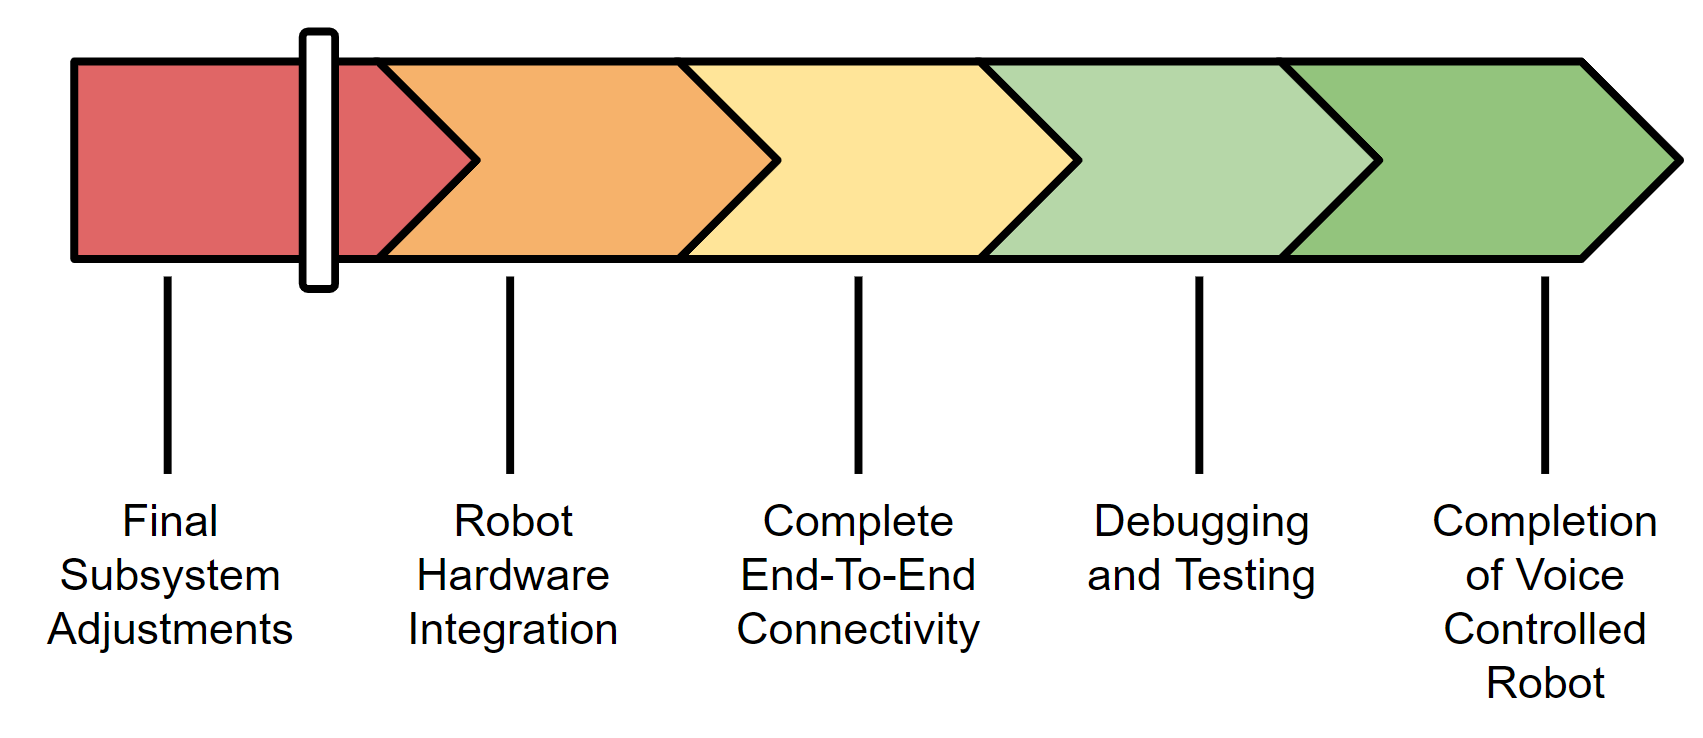 Final
Subsystem
Adjustments
Robot
Hardware
Integration
Complete
End-To-End
Connectivity
Debugging
and Testing
Completion
of Voice
Controlled
Robot